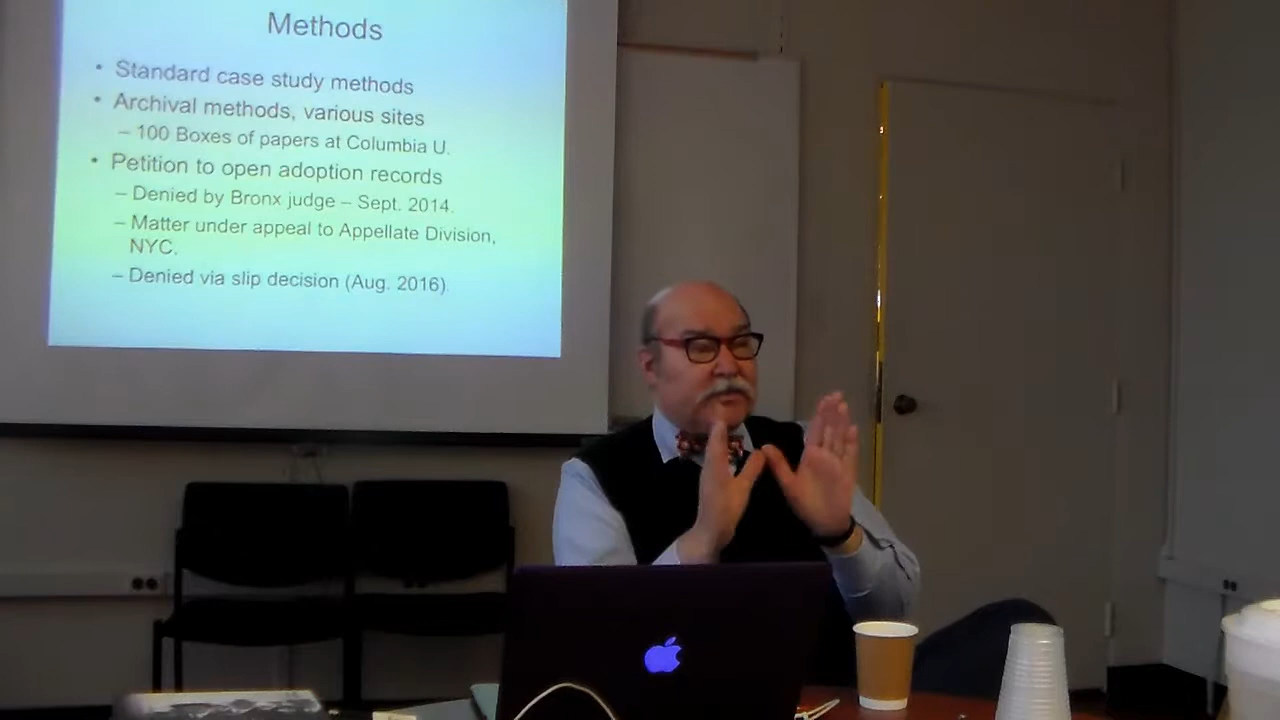 Methods
• Standard case study methods
• Archival methods, various sites
– 100 Boxes of papers at Columbia U.
• Petition to open adoption records
– Denied by Bronx judge – Sept. 2014.
– Matter under appeal to Appellate Division,
NYC.
– Denied via slip decision (Aug. 2016)